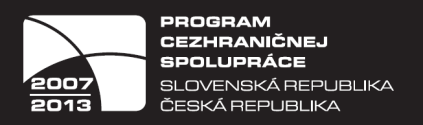 PROGRAM
CEZHRANIČNEJ
SPOLUPRÁCE
SLOVENSKÁ REPUBLIKA
ČESKÁ REPUBLIKA
2007
2013